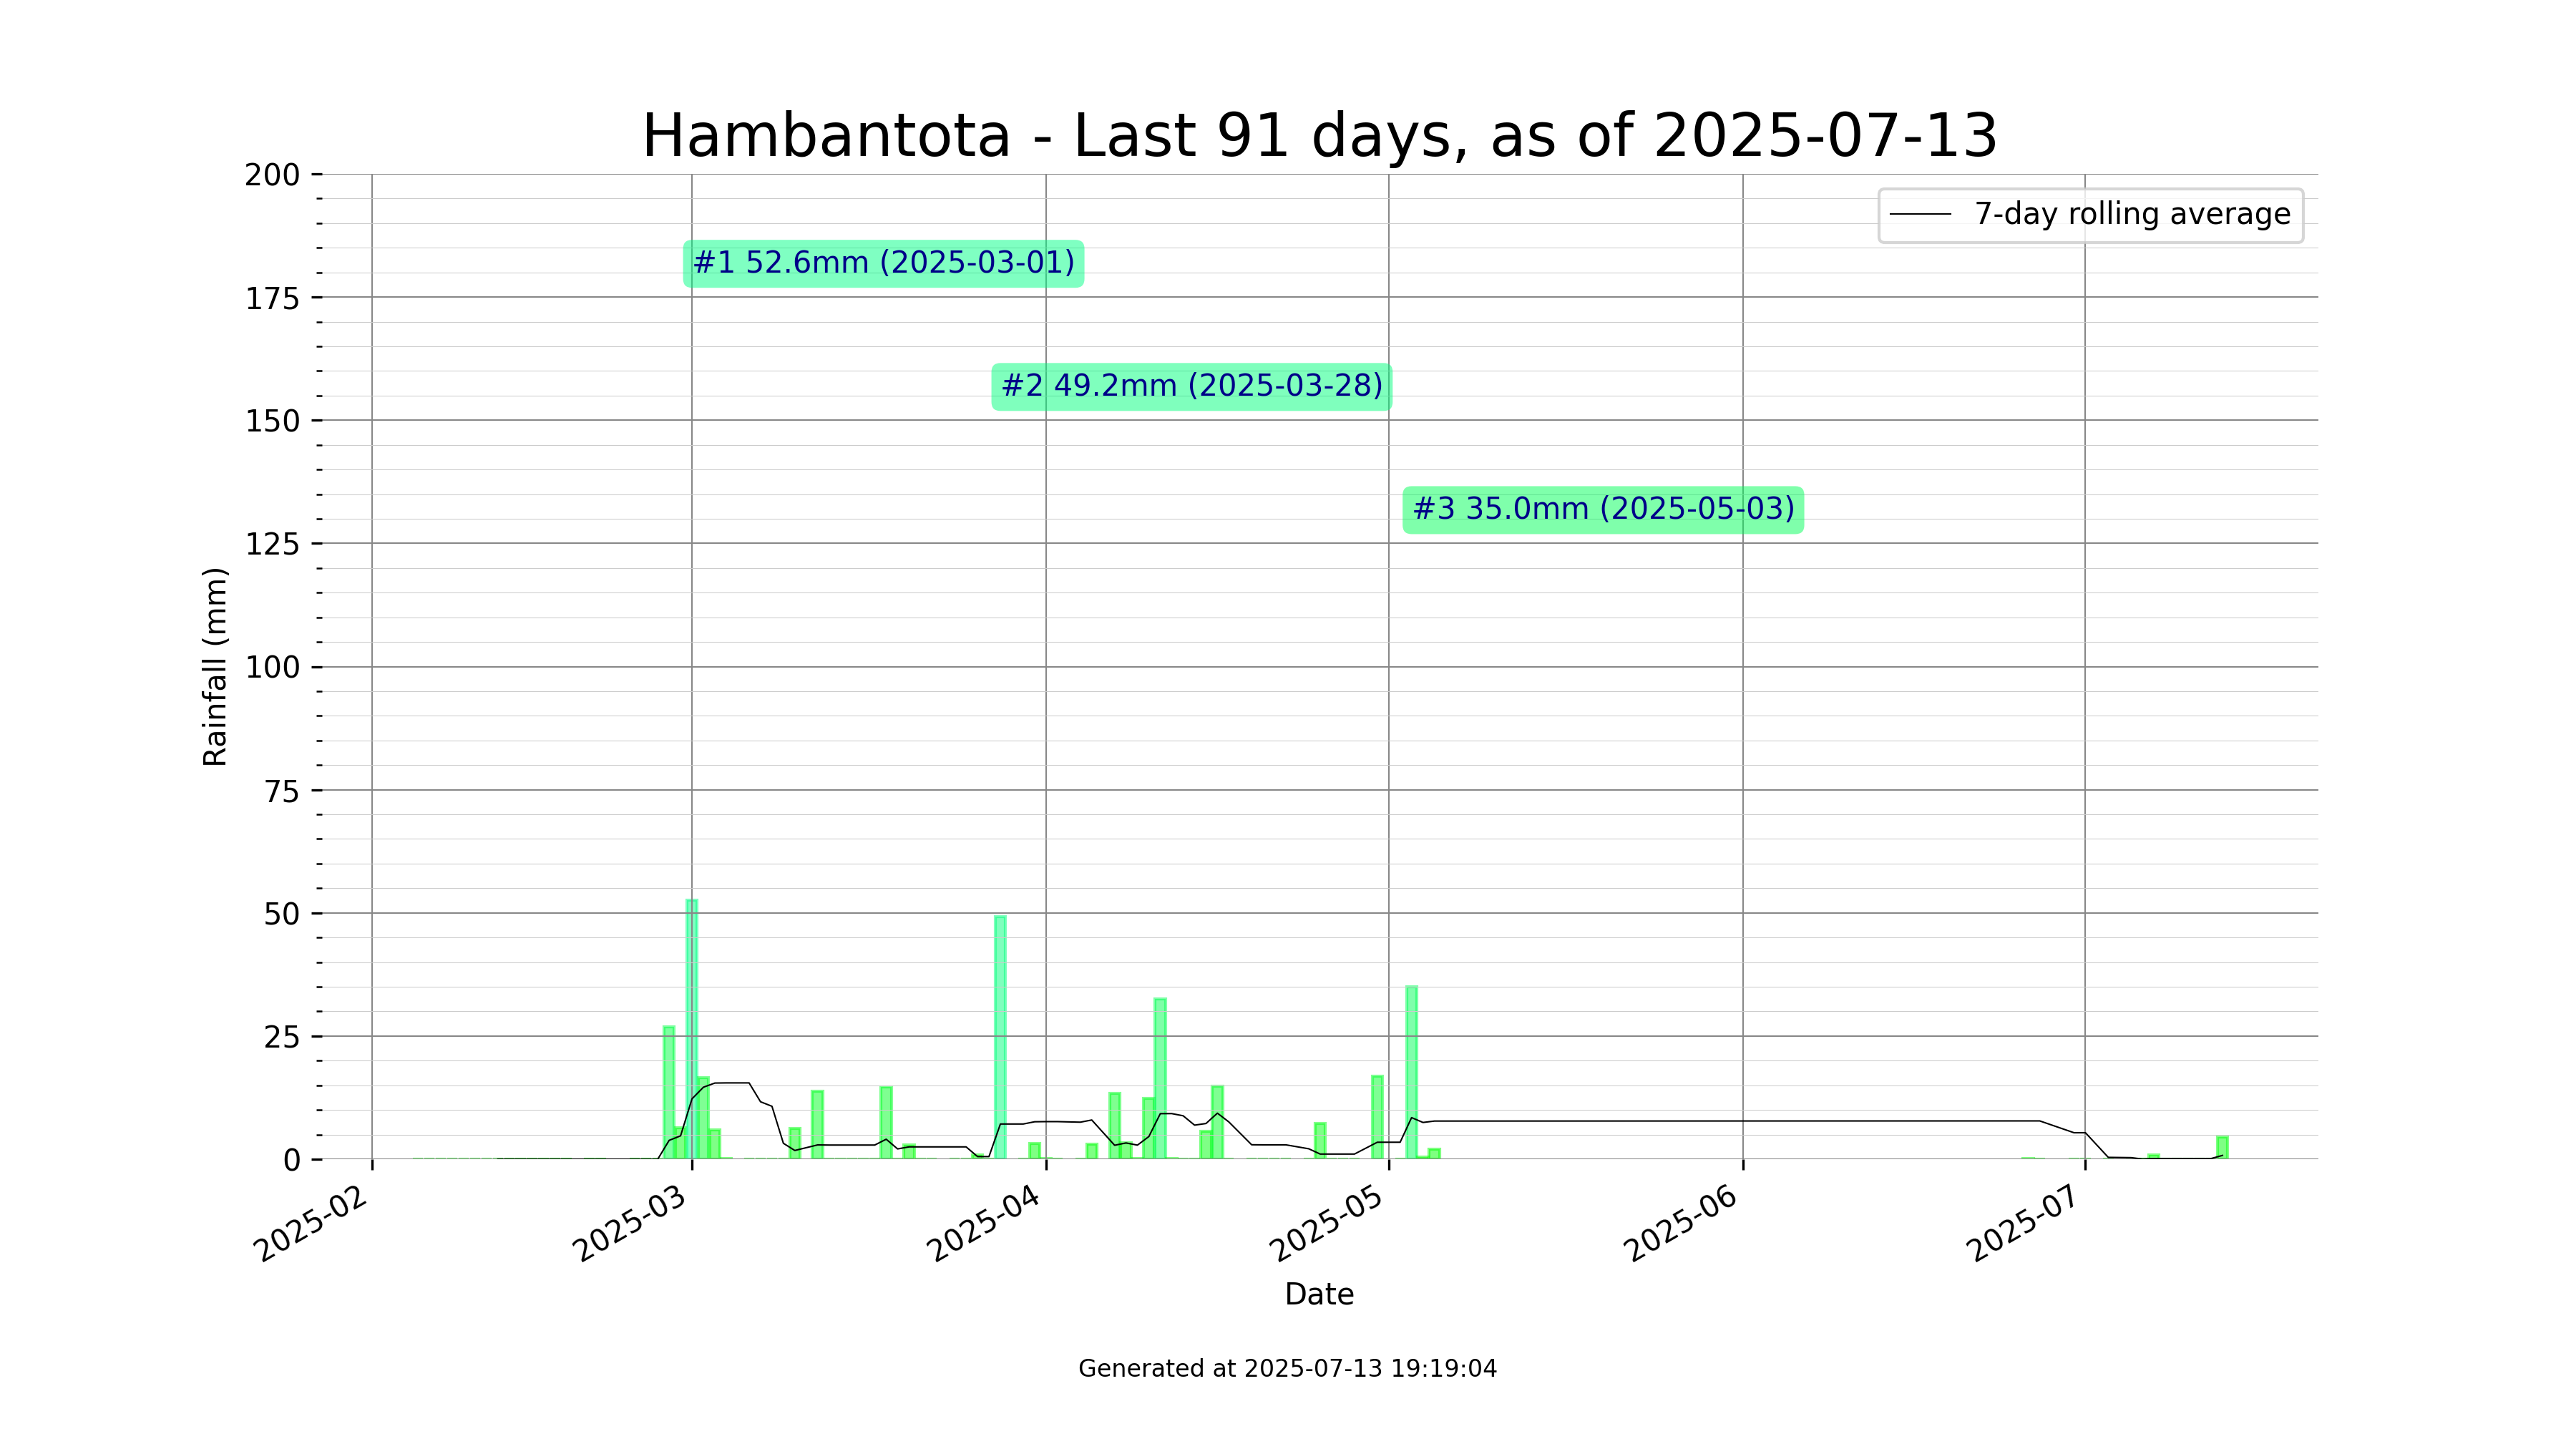 Hambantota - Last 91 days, as of 2025-07-13
200
175
150
125
100
75
50
25
0
Rainfall (mm)
7-day rolling average
#1 52.6mm (2025-03-01)
#2 49.2mm (2025-03-28)
#3 35.0mm (2025-05-03)
2025-02
2025-03
2025-04
2025-05
2025-06
2025-07
Date
Generated at 2025-07-13 19:19:04